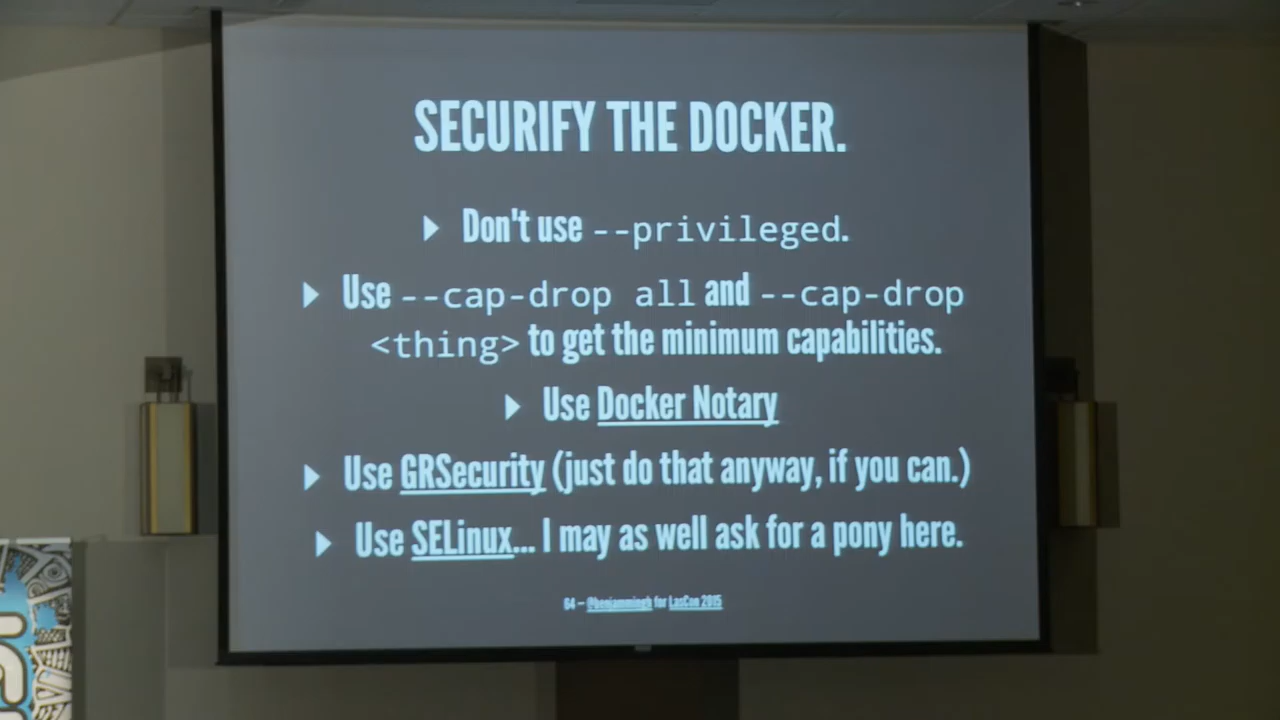 SECURIFY THE DOCKER.
▸ Don't use --privileged.
▸ Use --cap-drop all and --cap-drop
<thing> to get the minimum capabilities.
▸ Use Docker Notary
▸ Use GRSecurity (just do that anyway, if you can.)
▸ Use SELinux... I may as well ask for a pony here.
64 — @benjammingh for LasCon 2015